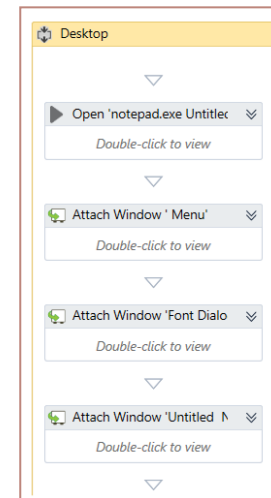 Desktop
Open 'notepad.exe Untitled
Double-click to view
Attach Window ' Menu'
Double-click to view
Attach Window 'Font Dialo
Double-click to view
Attach Window 'Untitled N
Double-click to view